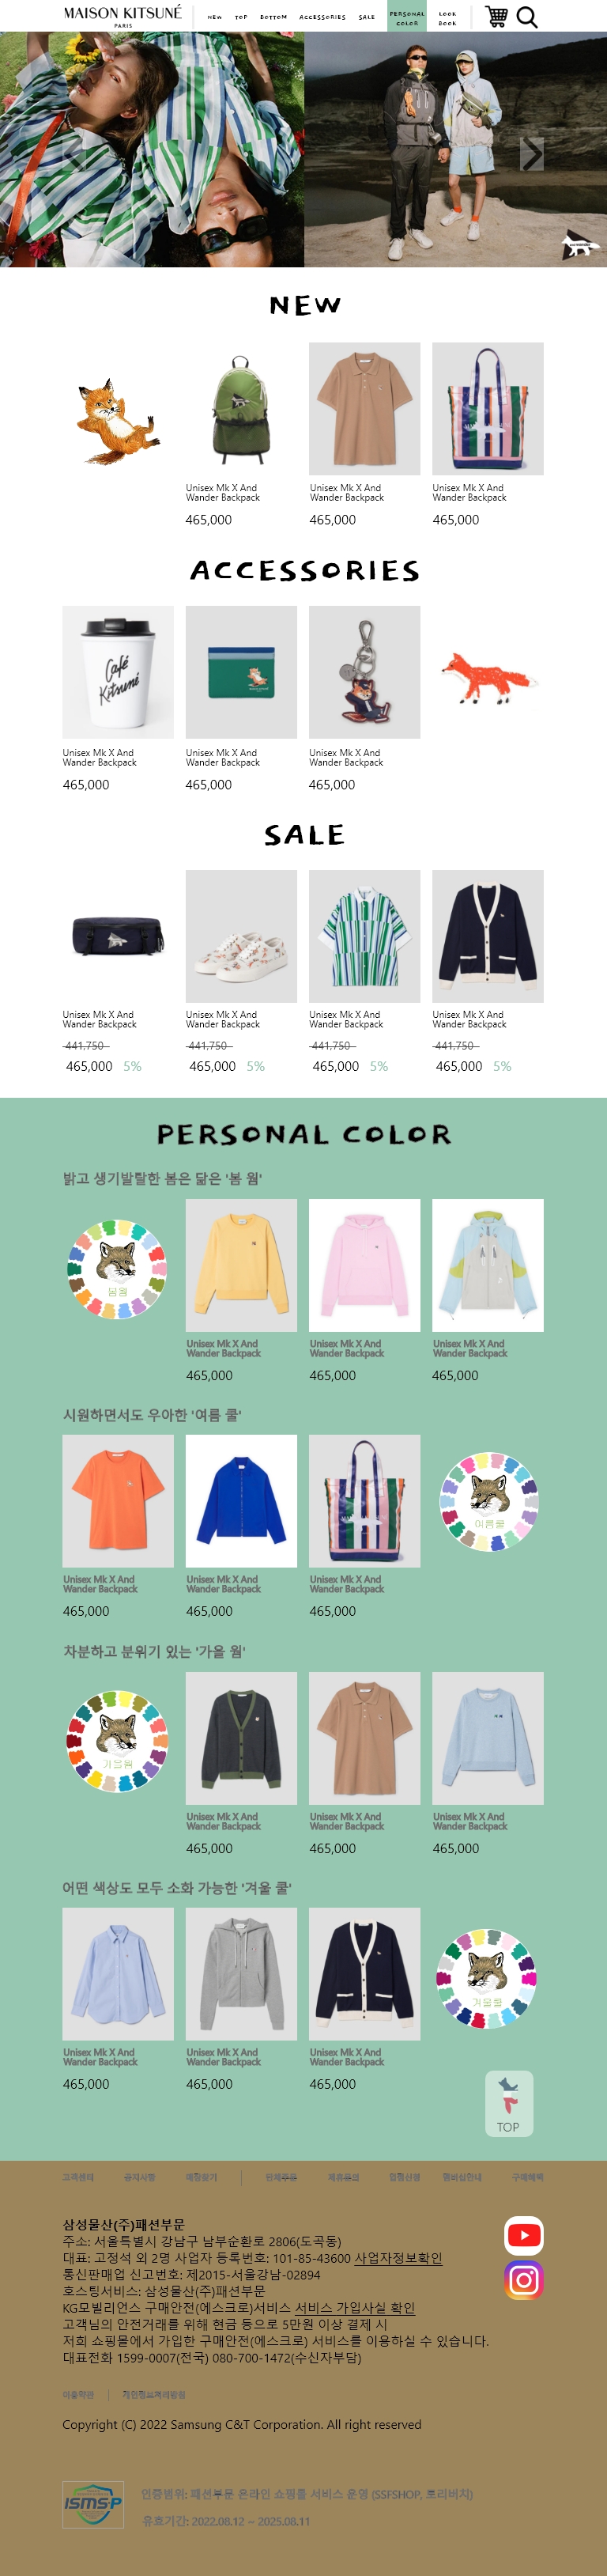 MAISON KITSUNÉ
PARIS
NEW TOP BOTTOM ACCESSORIES SALE PERSONAL COLOR LOOK BOOK
NEW
Unisex Mk X And
Wander Backpack
465,000
Unisex Mk X And
Wander Backpack
465,000
Unisex Mk X And
Wander Backpack
465,000
ACCESSORIES
Café
Kitsuné
Unisex Mk X And
Wander Backpack
465,000
Unisex Mk X And
Wander Backpack
465,000
Unisex Mk X And
Wander Backpack
465,000
SALE
Unisex Mk X And
Wander Backpack
441,750
465,000 5%
Unisex Mk X And
Wander Backpack
441,750
465,000 5%
Unisex Mk X And
Wander Backpack
441,750
465,000 5%
Unisex Mk X And
Wander Backpack
441,750
465,000 5%
PERSONAL COLOR
밝고 생기발랄한 봄은 닮은 '봄 웜'
봄웜
Unisex Mk X And
Wander Backpack
465,000
Unisex Mk X And
Wander Backpack
465,000
Unisex Mk X And
Wander Backpack
465,000
시원하면서도 우아한 '여름 쿨'
Unisex Mk X And
Wander Backpack
465,000
Unisex Mk X And
Wander Backpack
465,000
Unisex Mk X And
Wander Backpack
465,000
여름쿨
차분하고 분위기 있는 '가을 웜'
가을웜
Unisex Mk X And
Wander Backpack
465,000
Unisex Mk X And
Wander Backpack
465,000
Unisex Mk X And
Wander Backpack
465,000
어떤 색상도 모두 소화 가능한 '겨울 쿨'
Unisex Mk X And
Wander Backpack
465,000
Unisex Mk X And
Wander Backpack
465,000
Unisex Mk X And
Wander Backpack
465,000
겨울쿨
TOP
고객센터 공지사항 매장찾기 단체주문 제휴문의 입점신청 멤버십안내 구매혜택
삼성물산(주)패션부문
주소: 서울특별시 강남구 남부순환로 2806(도곡동)
대표: 고정석 외 2명 사업자 등록번호: 101-85-43600 사업자정보확인
통신판매업 신고번호: 제2015-서울강남-02894
호스팅서비스: 삼성물산(주)패션부문
KG모빌리언스 구매안전(에스크로)서비스 서비스 가입사실 확인
고객님의 안전거래를 위해 현금 등으로 5만원 이상 결제 시
저희 쇼핑몰에서 가입한 구매안전(에스크로) 서비스를 이용하실 수 있습니다.
대표전화 1599-0007(전국) 080-700-1472(수신자부담)
이용약관 개인정보처리방침
Copyright (C) 2022 Samsung C&T Corporation. All right reserved
ISMS-P
인증범위: 패션부문 온라인 쇼핑몰 서비스 운영 (SSFSHOP, 토리버치)
유효기간: 2022.08.12 ~ 2025.08.11